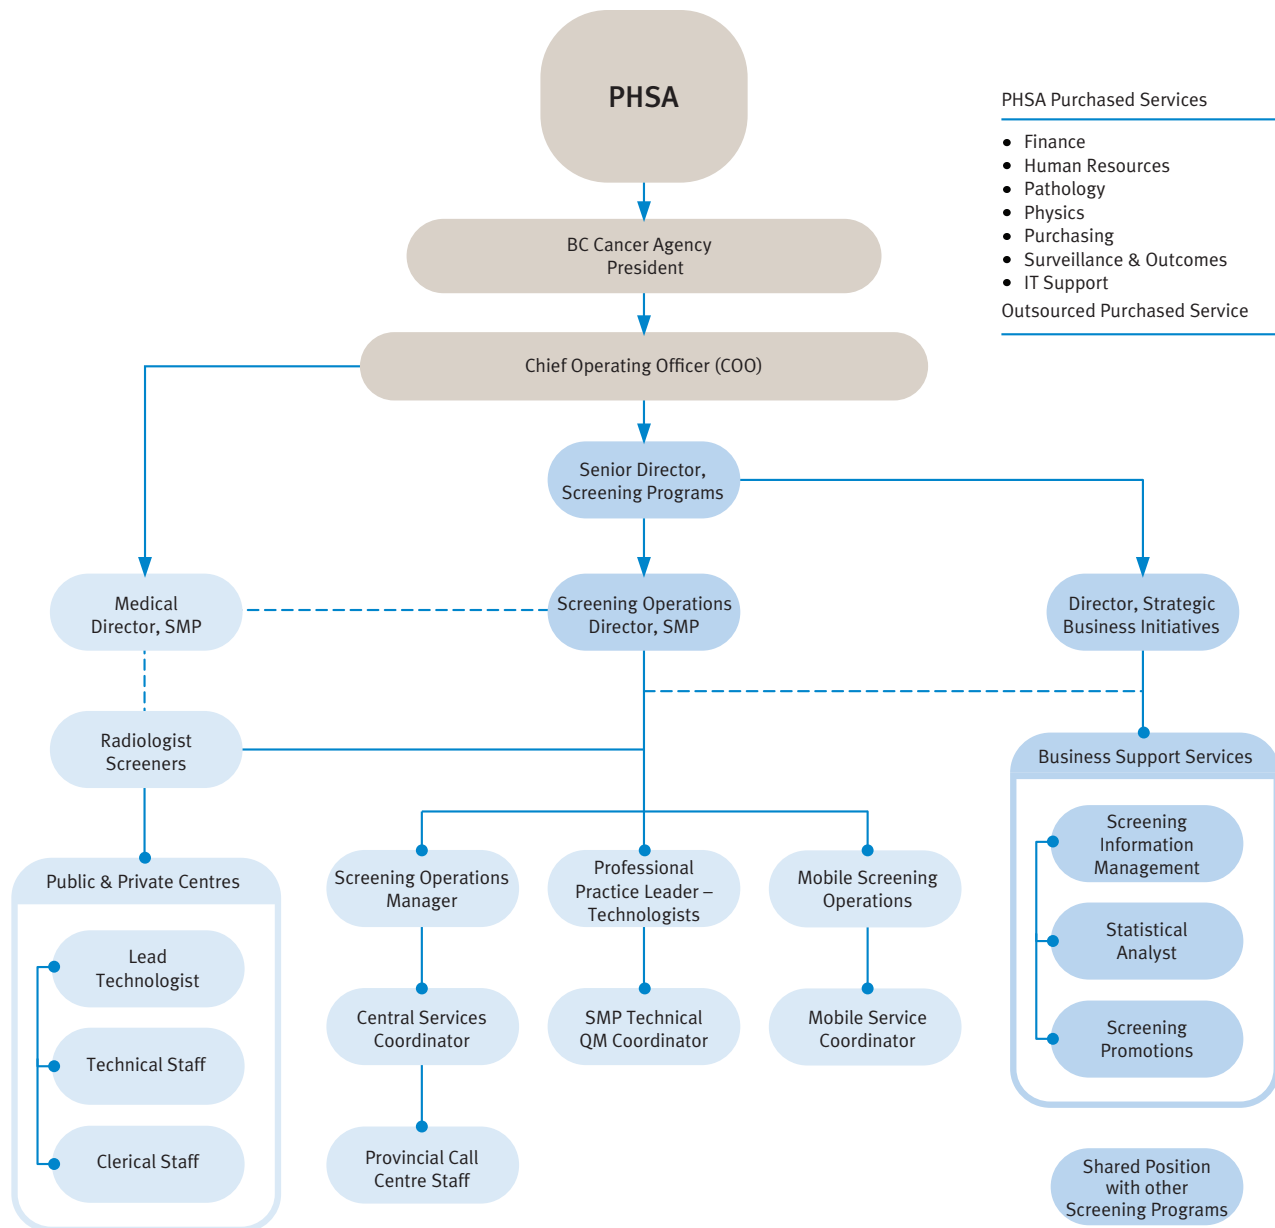 PHSA
PHSA Purchased Services
• Finance
• Human Resources
• Pathology
• Physics
• Purchasing
• Surveillance & Outcomes
• IT Support
Outsourced Purchased Service
BC Cancer Agency
President
Chief Operating Officer (COO)
Senior Director,
Screening Programs
Medical
Director, SMP
Screening Operations
Director, SMP
Director, Strategic
Business Initiatives
Radiologist
Screeners
Business Support Services
Screening
Information
Management
Statistical
Analyst
Screening
Promotions
Public & Private Centres
Lead
Technologist
Technical Staff
Clerical Staff
Screening Operations
Manager
Professional
Practice Leader –
Technologists
Mobile Screening
Operations
Central Services
Coordinator
SMP Technical
QM Coordinator
Mobile Service
Coordinator
Provincial Call
Centre Staff
Shared Position
with other
Screening Programs